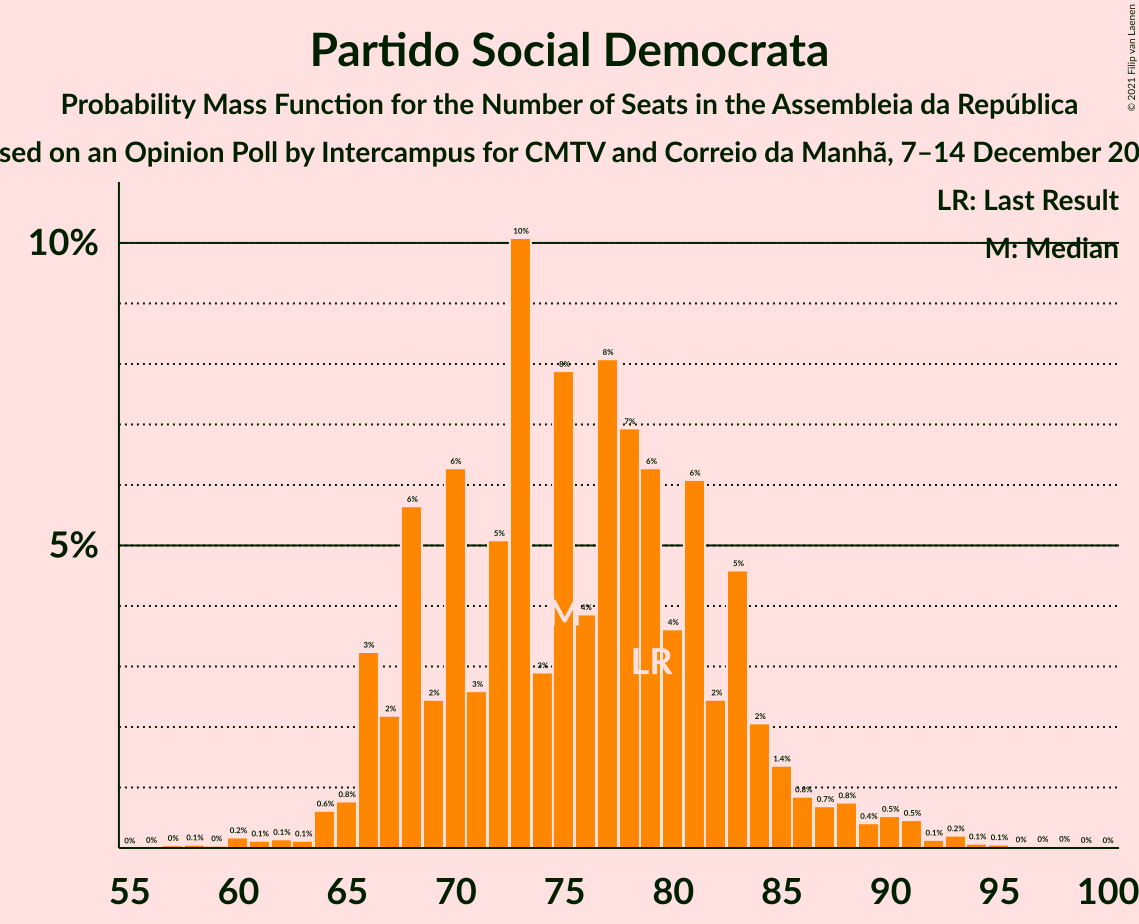 Partido Social Democrata
Probability Mass Function for the Number of Seats in the Assembleia da República
sed on an Opinion Poll by Intercampus for CMTV and Correio da Manhã, 7–14 December 20
© 2021 Filip van Laenen
LR: Last Result
M: Median
10%
5%
0% 0% 0% 0.1% 0% 0.2% 0.1% 0.1% 0.1% 0.6% 0.8% 3% 2% 6% 2% 6% 3% 5% 10% 3% 8% 4% 8% 7% 6% 4% 6% 2% 5% 2% 1.4% 0.8% 0.7% 0.8% 0.4% 0.5% 0.5% 0.1% 0.2% 0.1% 0.1% 0% 0% 0% 0% 0%
M
LR
55 60 65 70 75 80 85 90 95 100